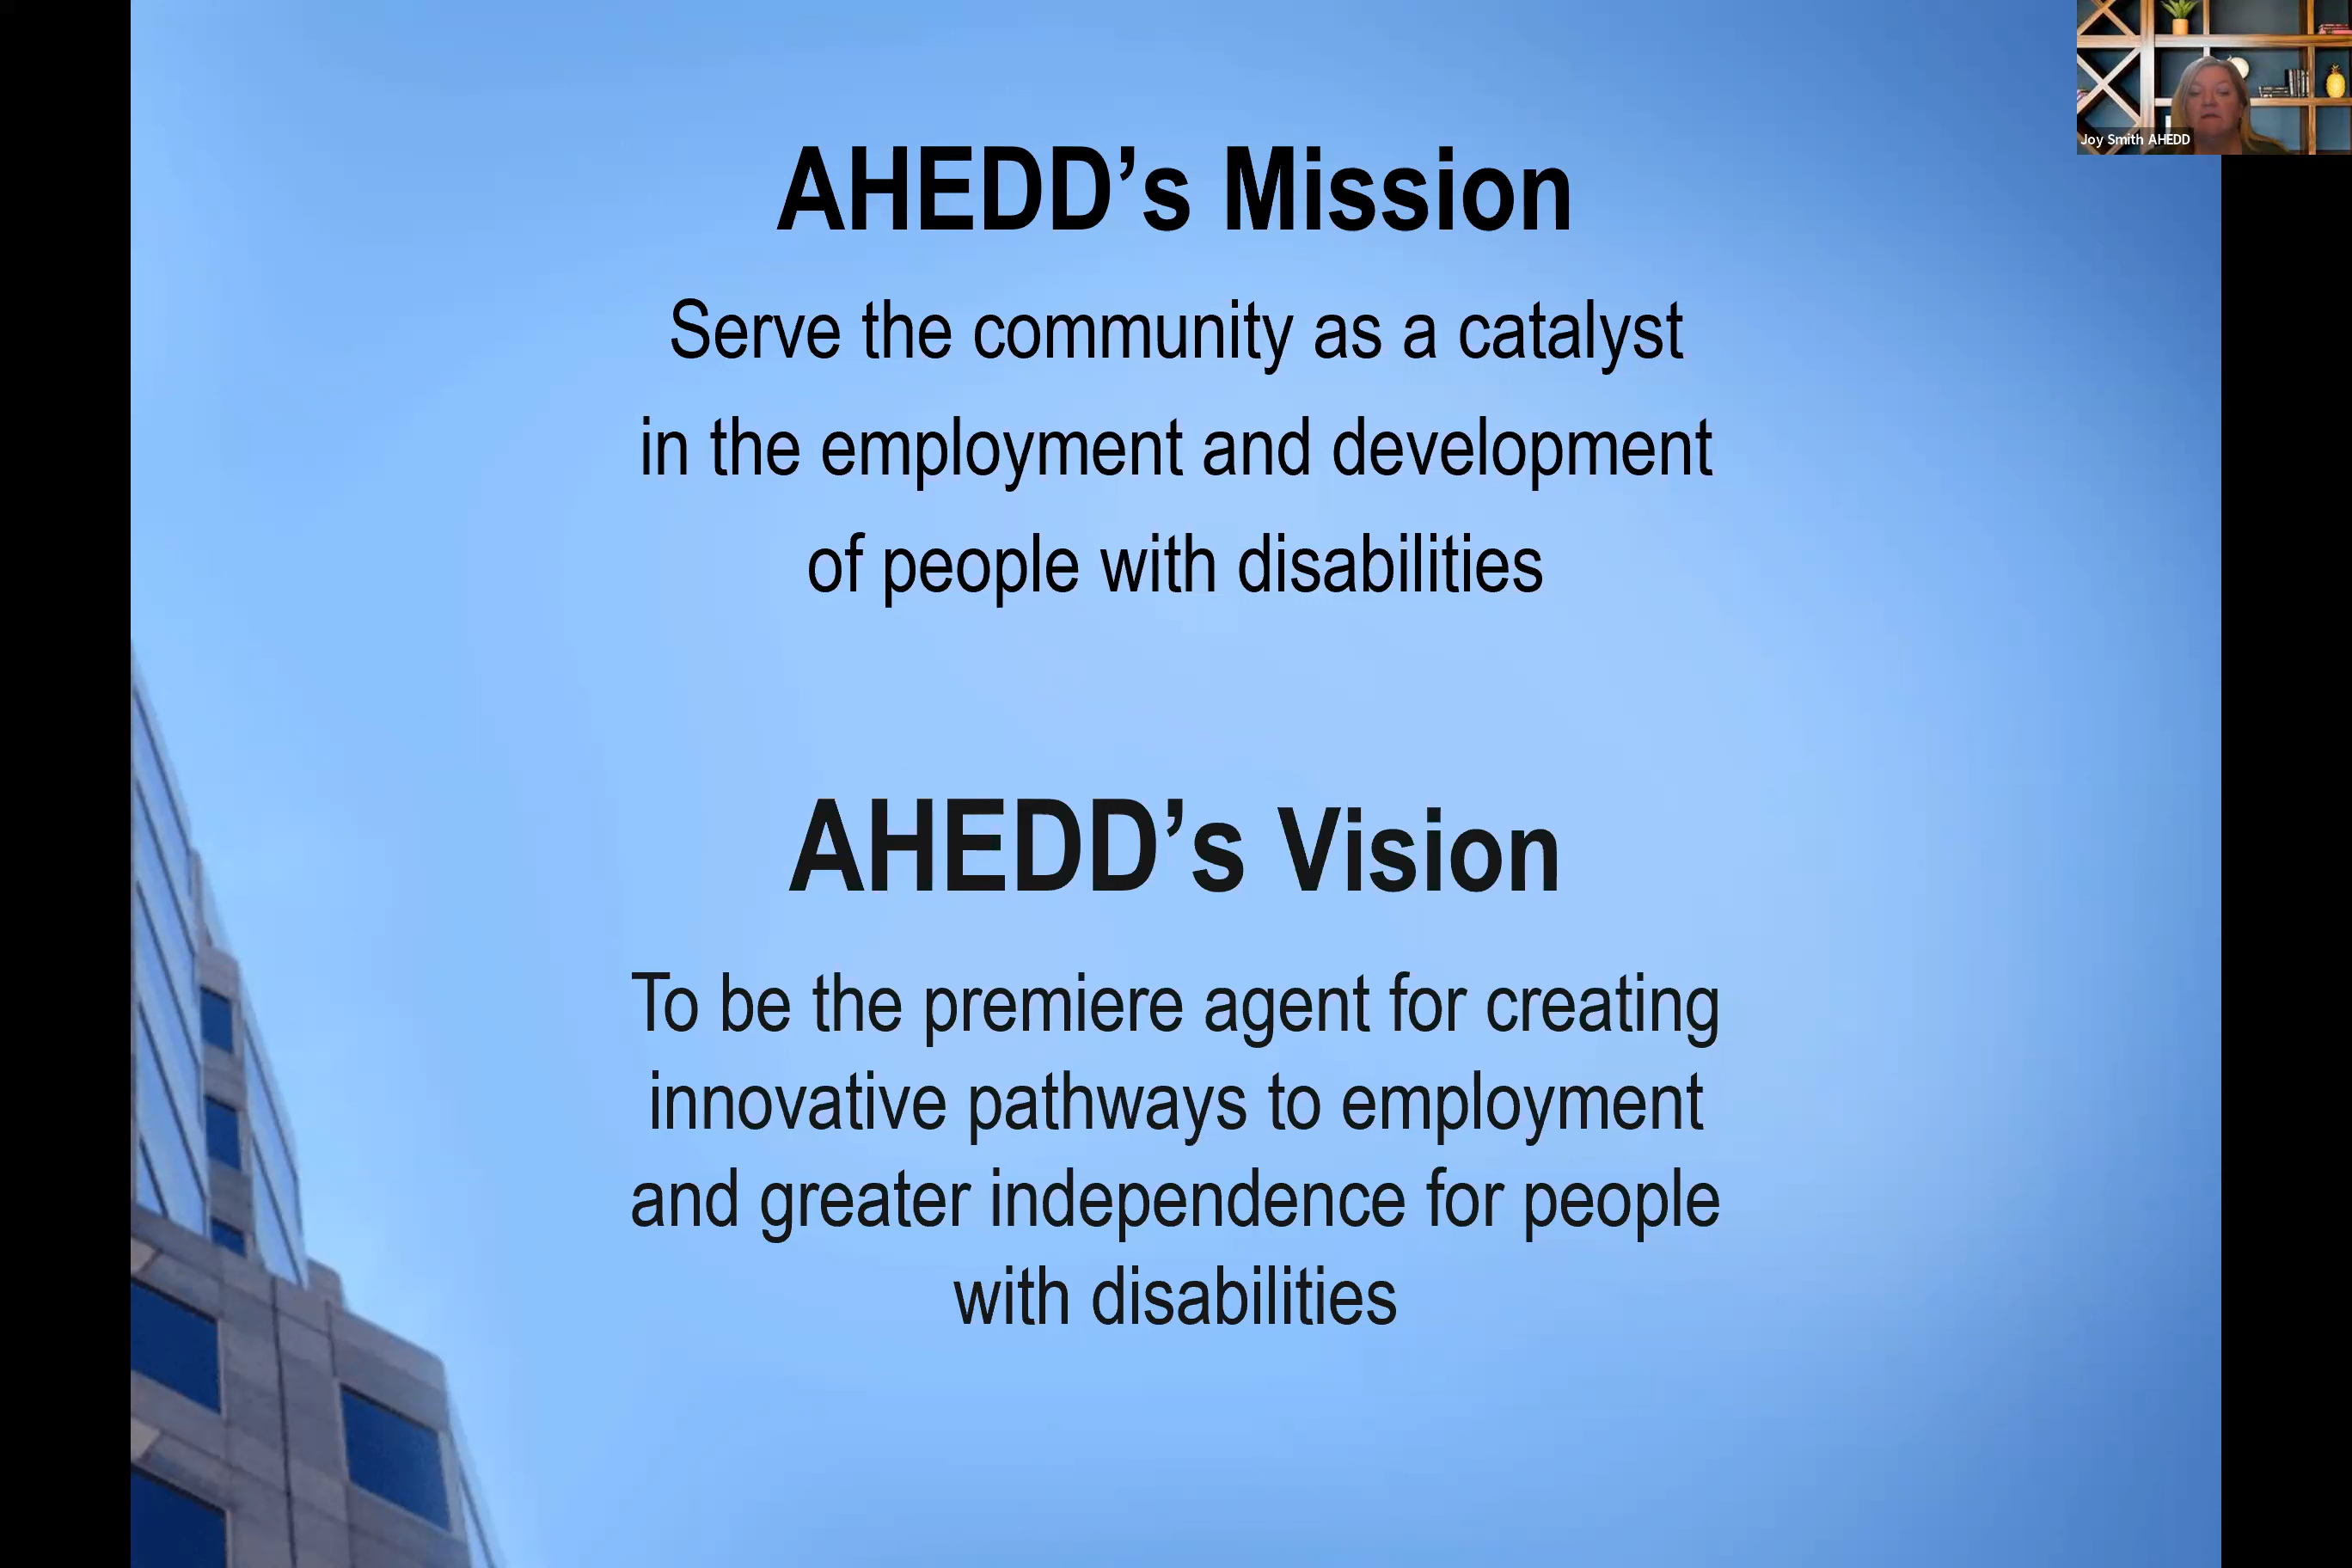 Joy Smith AHEDD
AHEDD’s Mission
Serve the community as a catalyst
in the employment and development
of people with disabilities
AHEDD’s Vision
To be the premiere agent for creating
innovative pathways to employment
and greater independence for people
with disabilities